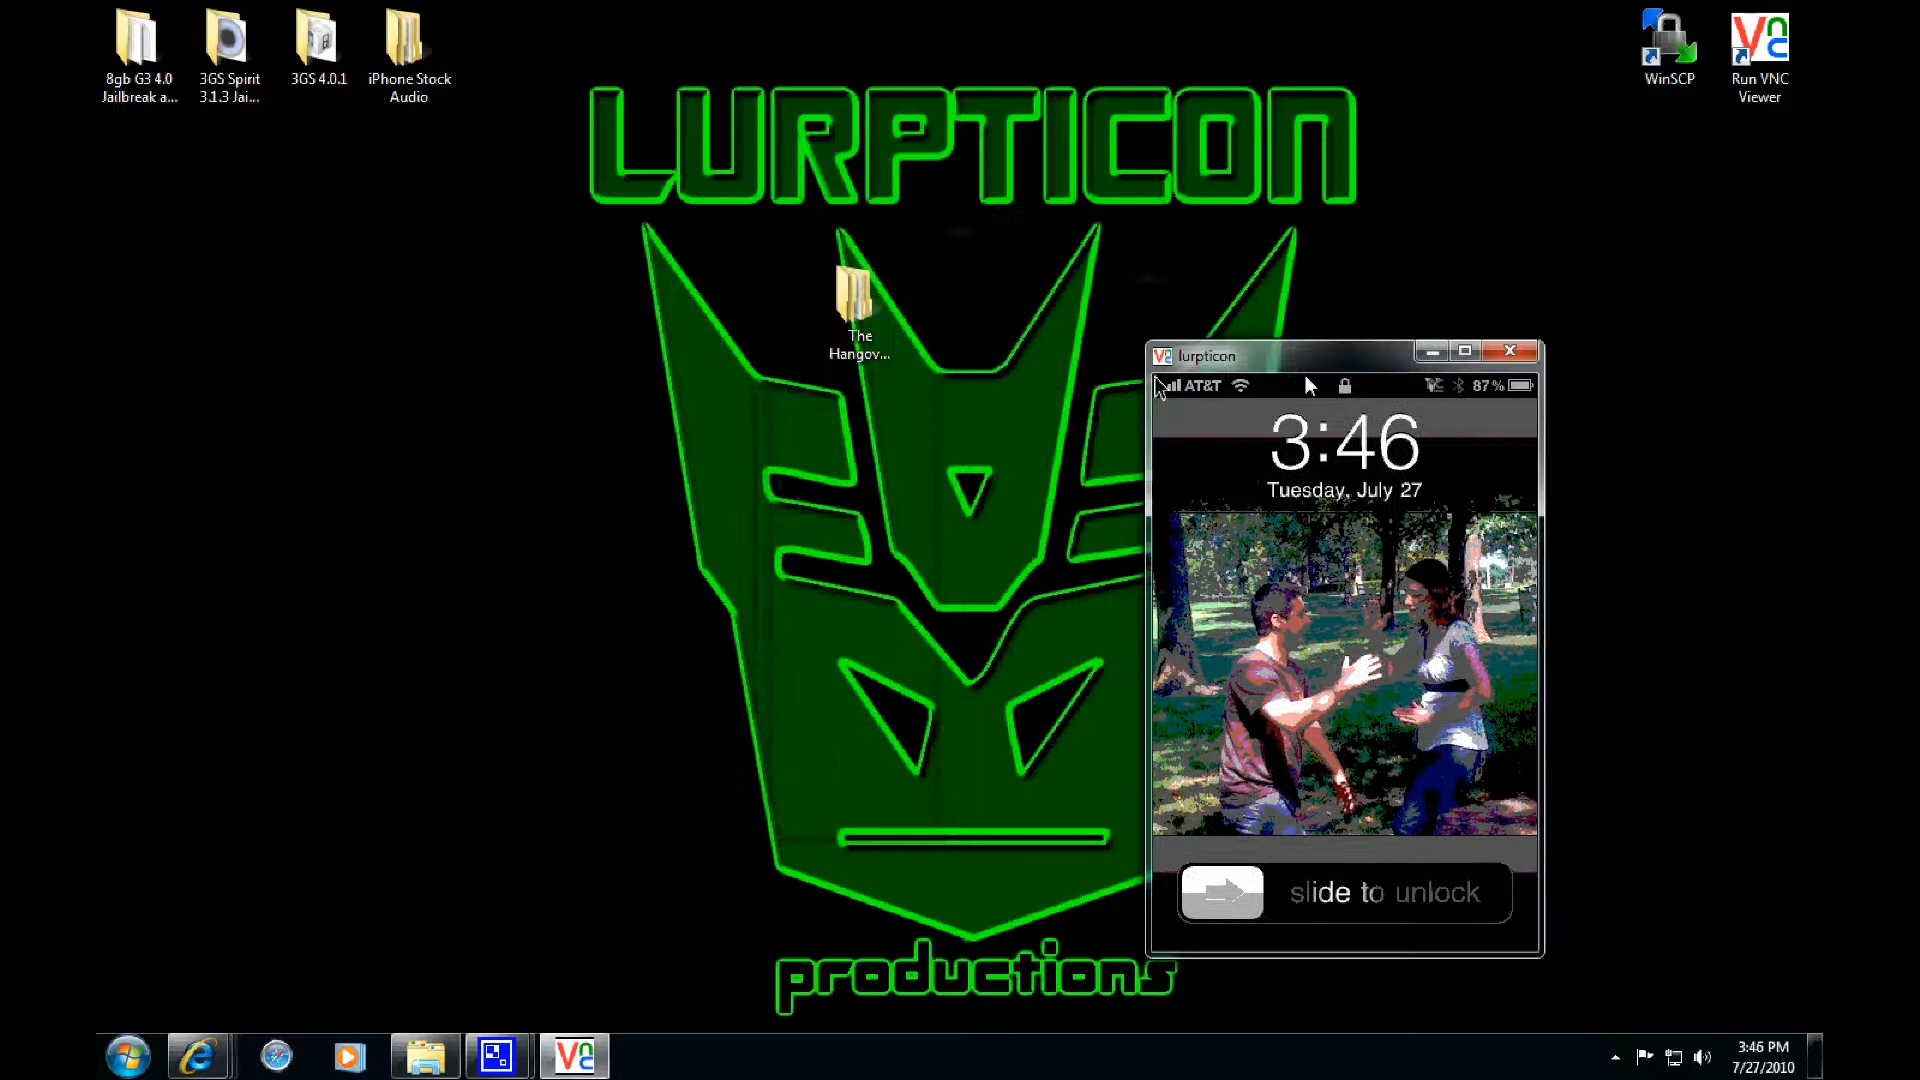 8gb G3 4.0
Jailbreak a...
3GS Spirit
3.1.3 Jai...
3GS 4.0.1
iPhone Stock
Audio
WinSCP
Run VNC
Viewer
LURPTICON
The
Hangov...
lurpticon
AT&T
87%
3:46
Tuesday, July 27
slide to unlock
productions
3:46 PM
7/27/2010